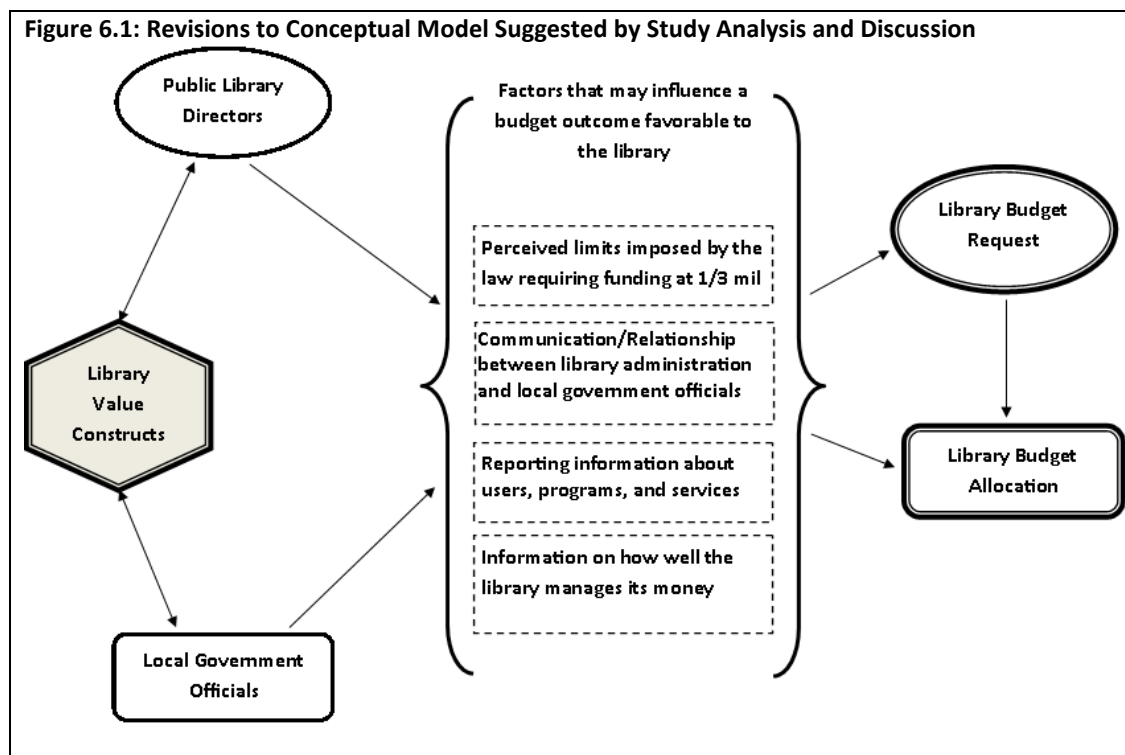 Figure 6.1: Revisions to Conceptual Model Suggested by Study Analysis and Discussion
Public Library
Directors
Library
Value
Constructs
Local Government
Officials
Factors that may influence a
budget outcome favorable to
the library
Perceived limits imposed by the
law requiring funding at 1/3 mil
Communication/Relationship
between library administration
and local government officials
Reporting information about
users, programs, and services
Information on how well the
library manages its money
Library Budget
Request
Library Budget
Allocation